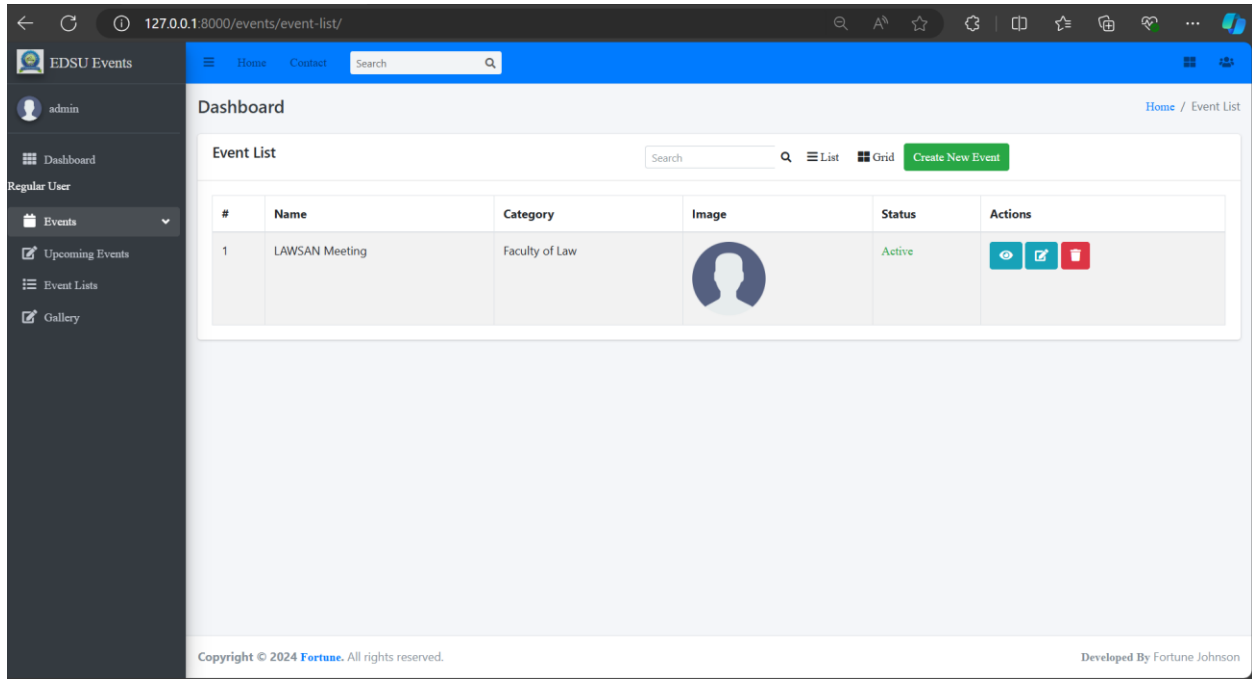 127.0.0.1:8000/events/event-list/
EDSU Events
Home Contact Search
admin
Dashboard
Home / Event List
Dashboard
Regular User
Events
Upcoming Events
Event Lists
Gallery
Event List
Search List Grid Create New Event
# Name Category Image Status Actions
1 LAWSAN Meeting Faculty of Law Active
Copyright © 2024 Fortune. All rights reserved.
Developed By Fortune Johnson